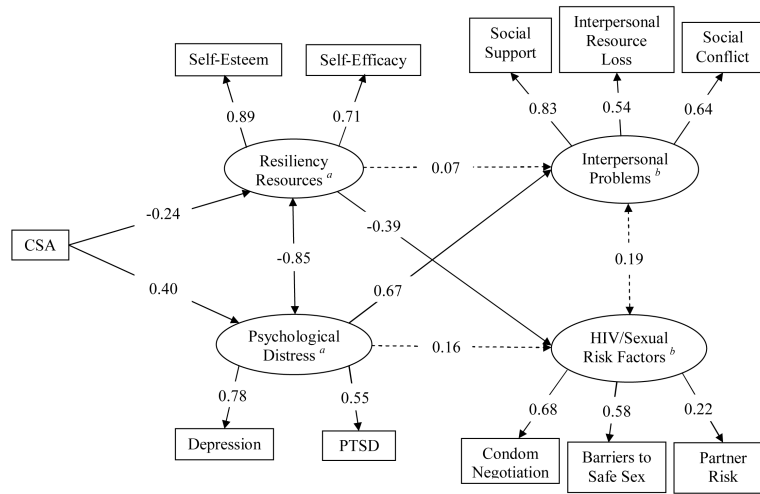 Self-Esteem
Self-Efficacy
Social
Support
Interpersonal
Resource
Loss
Social
Conflict
0.89
0.71
0.83
0.54
0.64
Resiliency
Resources a
0.07
Interpersonal
Problems b
-0.24
-0.39
CSA
-0.85
0.19
0.40
0.67
Psychological
Distress a
0.16
HIV/Sexual
Risk Factors b
0.78
0.55
0.68
0.58
0.22
Depression
PTSD
Condom
Negotiation
Barriers to
Safe Sex
Partner
Risk